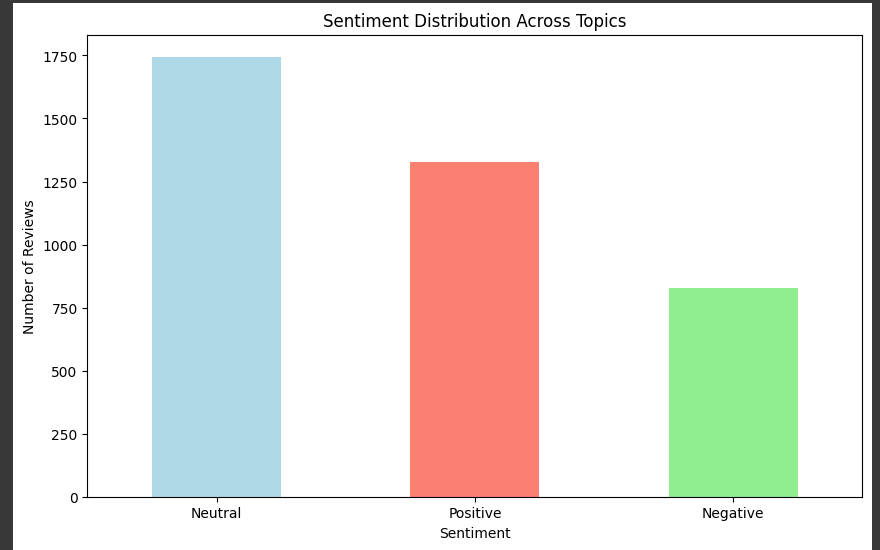 Sentiment Distribution Across Topics
1750
1500
1250
1000
750
500
250
0
Number of Reviews
Neutral Positive Negative
Sentiment